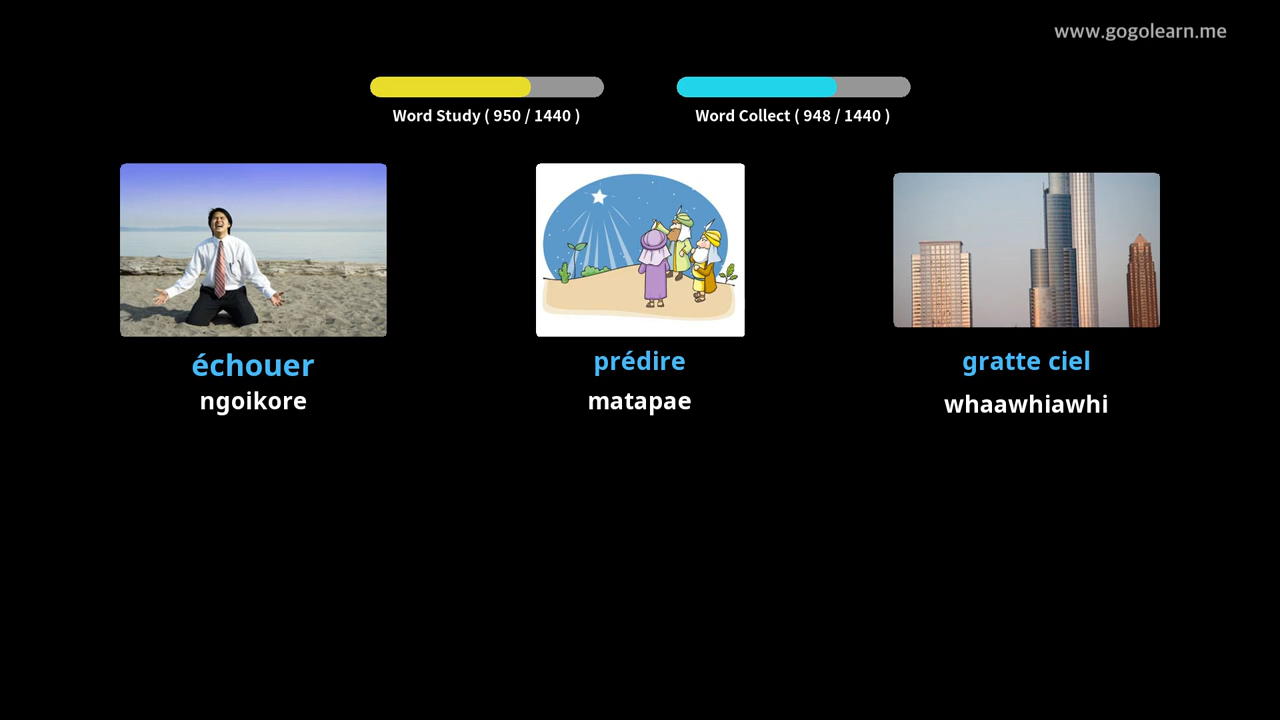 www.gogolearn.me
Word Study ( 950 / 1440 )
Word Collect ( 948 / 1440 )
échouer
ngoikore
prédire
matapae
gratte ciel
whaawhiawhi